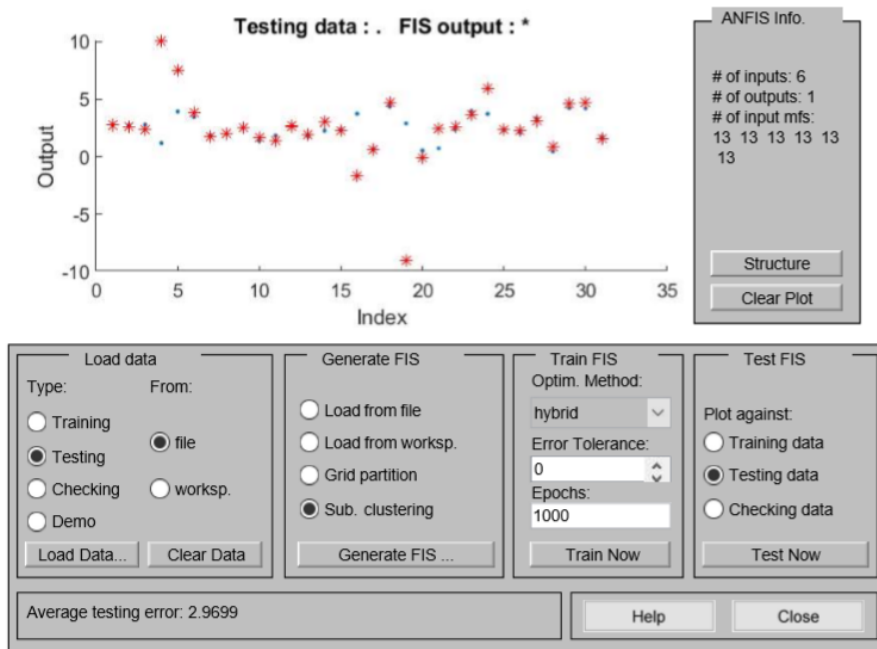 Testing data : .   FIS output : *
10
5
0
-5
-10
Output
0
5
10
15
20
25
30
35
Index
ANFIS Info.
# of inputs: 6
# of outputs: 1
# of input mfs:
13 13 13 13 13
13
Structure
Clear Plot
Load data
Type:
From:
Training
Testing
Checking
Demo
file
worksp.
Load Data...
Clear Data
Generate FIS
Load from file
Load from worksp.
Grid partition
Sub. clustering
Generate FIS ...
Train FIS
Optim. Method:
hybrid
Error Tolerance:
0
Epochs:
1000
Train Now
Test FIS
Plot against:
Training data
Testing data
Checking data
Test Now
Average testing error: 2.9699
Help
Close